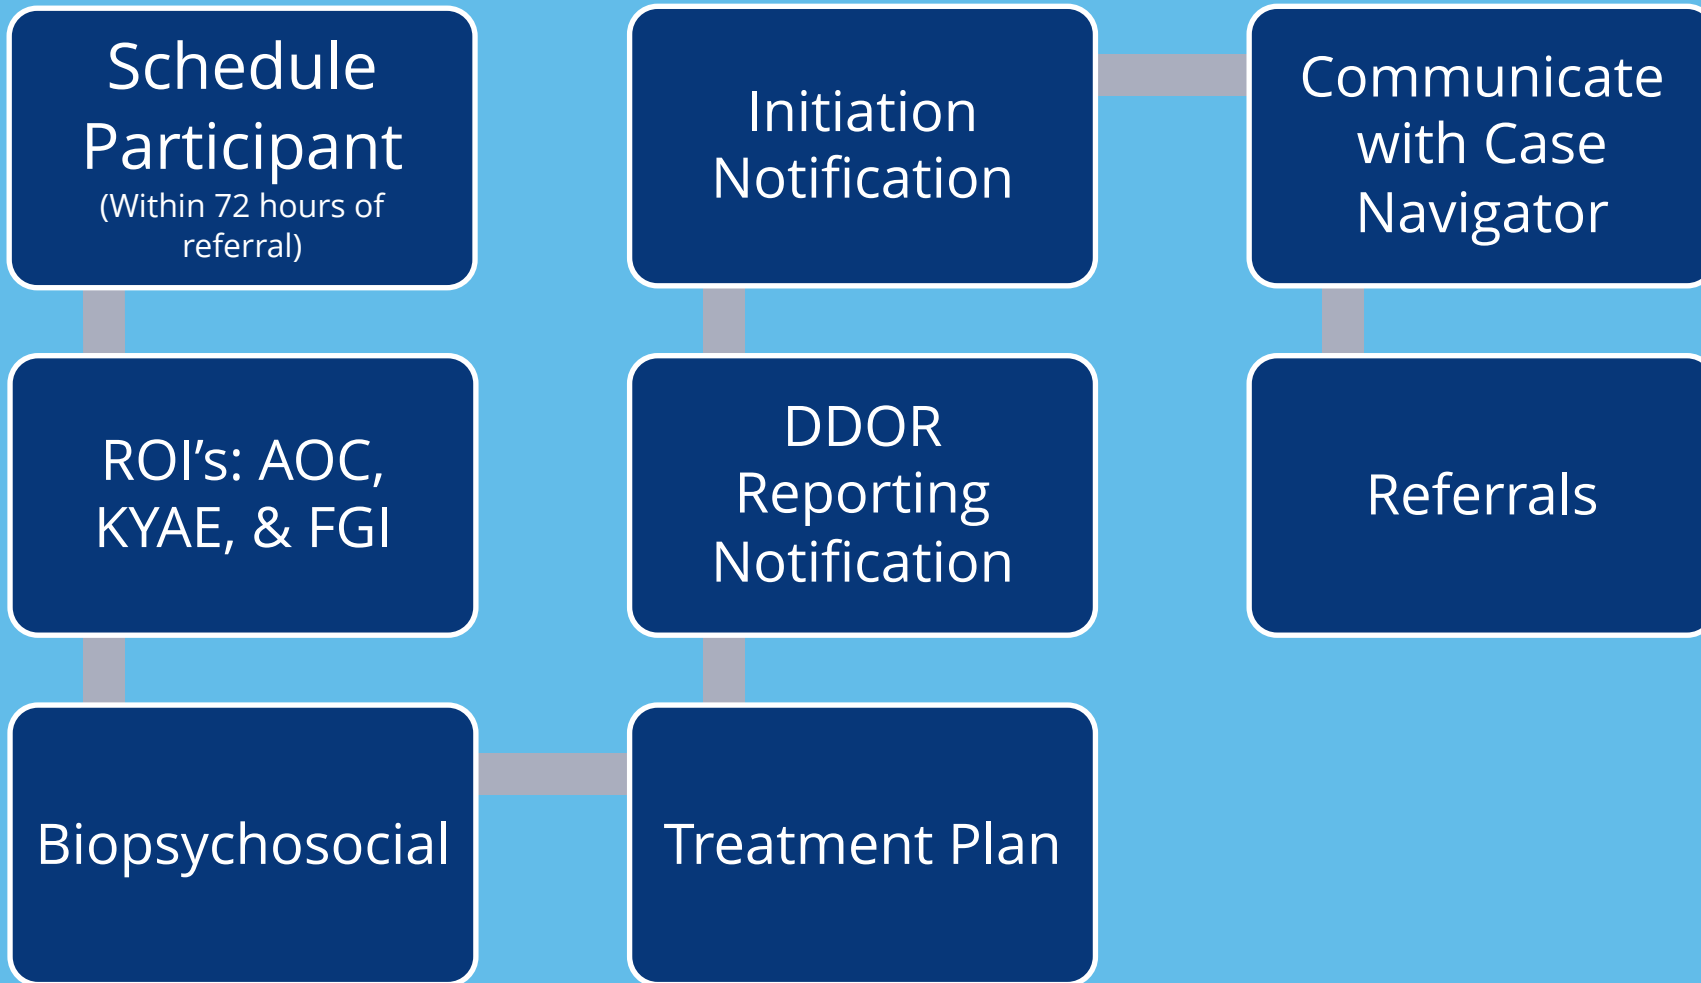 Schedule
Participant
(Within 72 hours of
referral)
ROI’s: AOC,
KYAE, & FGI
Biopsychosocial
Treatment Plan
DDOR
Reporting
Notification
Initiation
Notification
Communicate
with Case
Navigator
Referrals